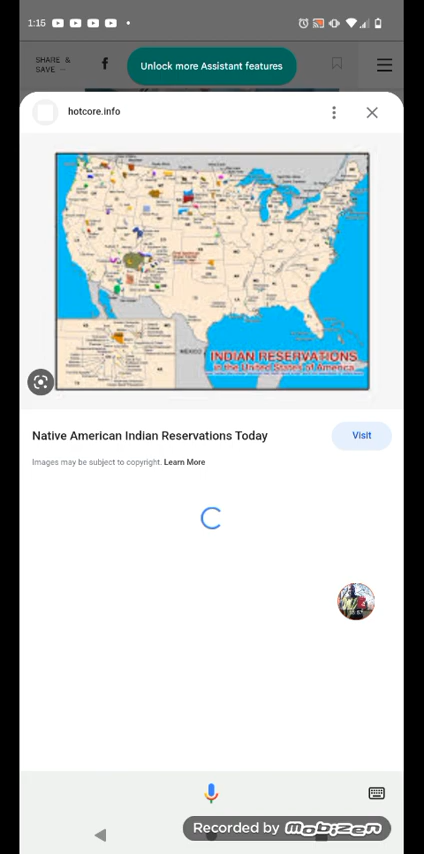 1:15
SHARE &
SAVE —
Unlock more Assistant features
hotcore.info
MEXICO
INDIAN RESERVATIONS
in the United States of America
Native American Indian Reservations Today
Visit
Images may be subject to copyright. Learn More
Recorded by MOBIZEN